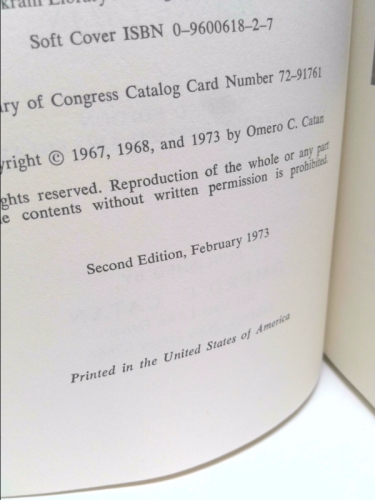 Soft Cover ISBN 0-9600618-2-7
ry of Congress Catalog Card Number 72-91761
yright © 1967, 1968, and 1973 by Omero C. Catan
ghts reserved. Reproduction of the whole or any part
e contents without written permission is prohibited.
Second Edition, February 1973
Printed in the United States of America